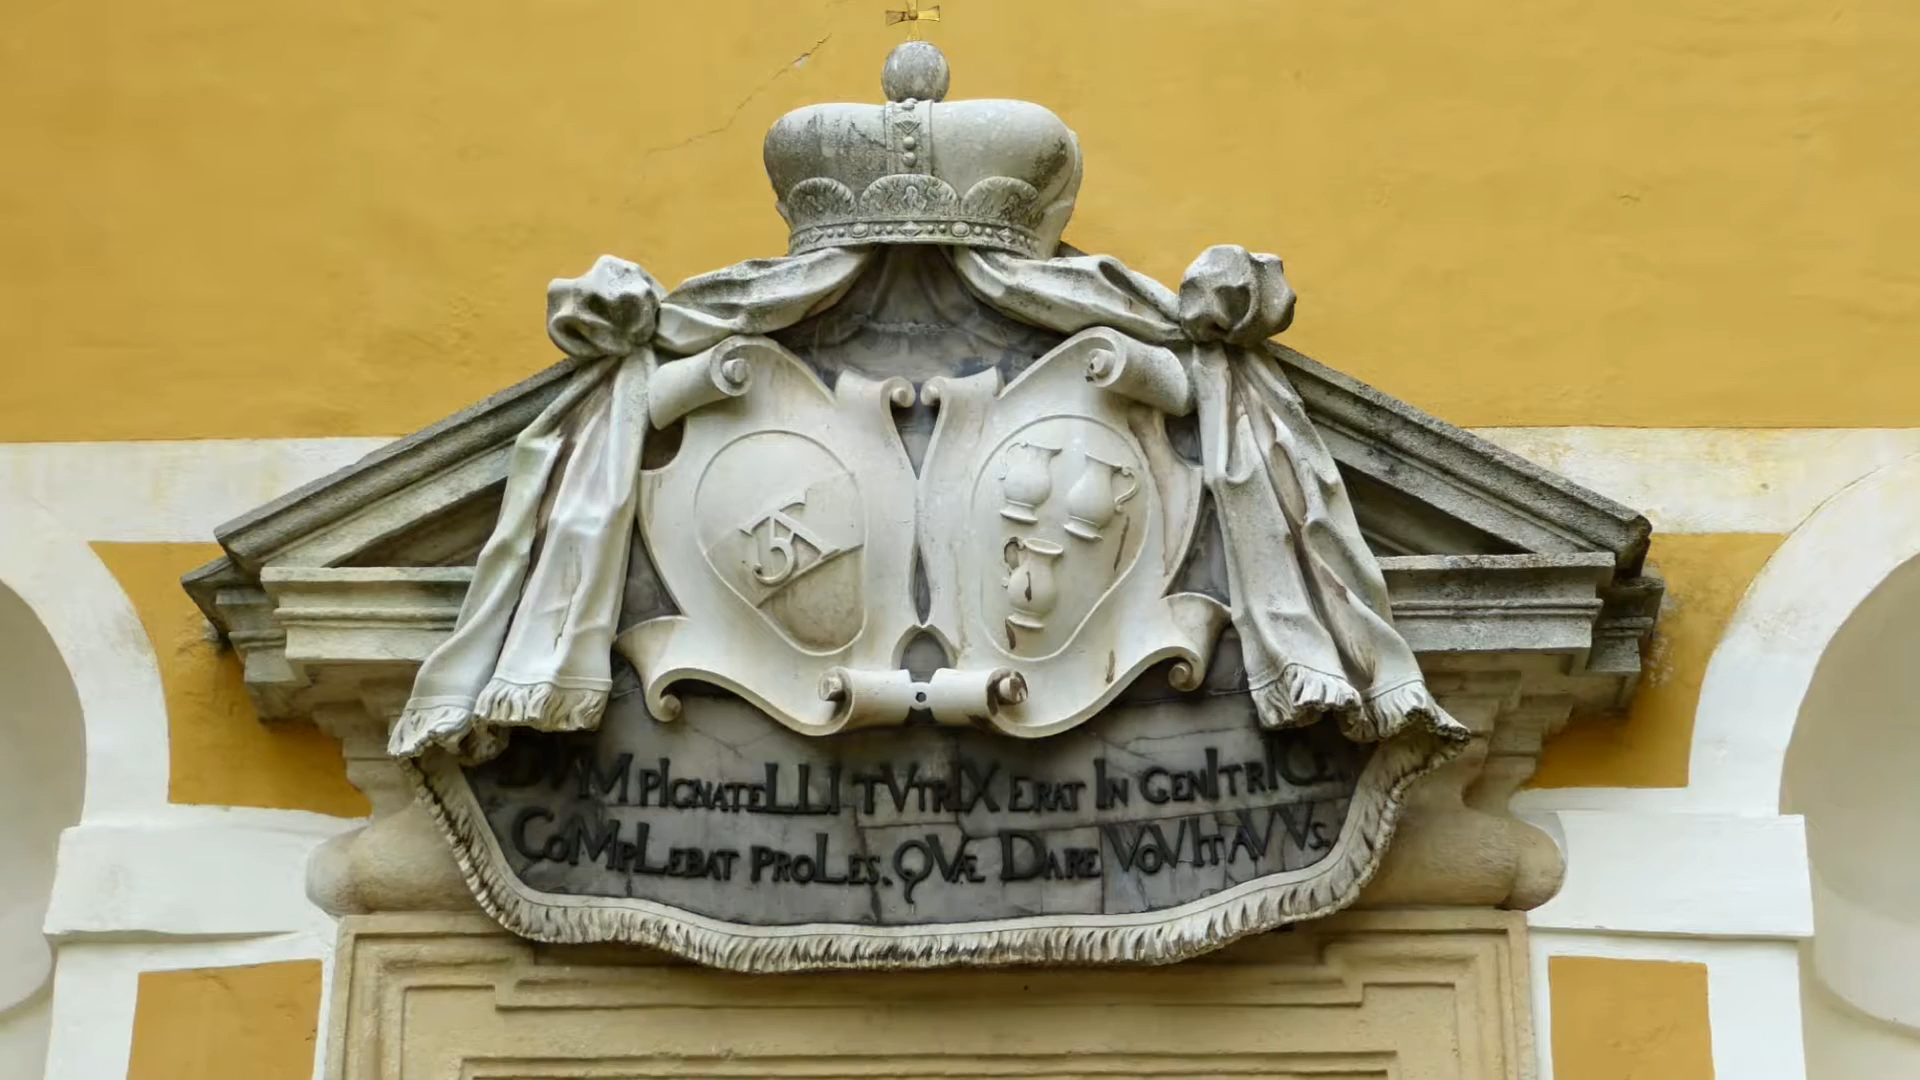 DVM PIGNATELLI TVTRIX ERAT IN GENITRICE.
COMPLEBAT PROLES. QVÆ DARE VOVIT AVVS.